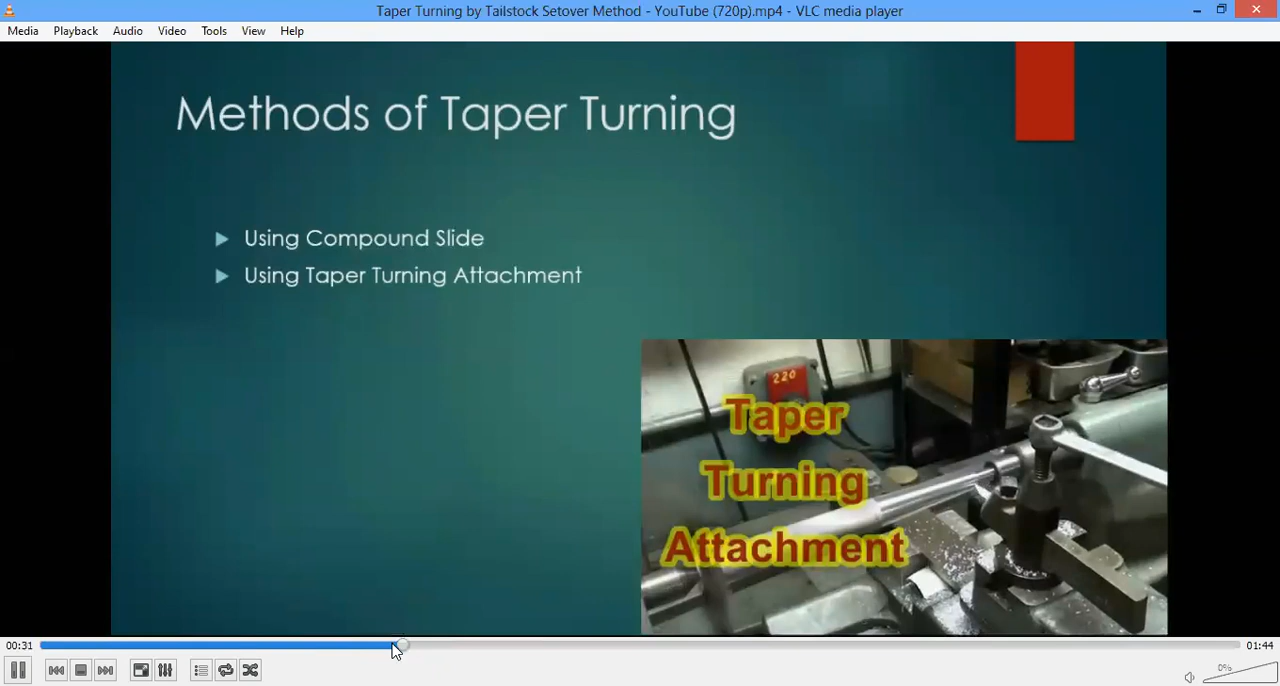 Taper Turning by Tailstock Setover Method - YouTube (720p).mp4 - VLC media player
Media Playback Audio Video Tools View Help
Methods of Taper Turning
Using Compound Slide
Using Taper Turning Attachment
220
Taper
Turning
Attachment
00:31
01:44
0%